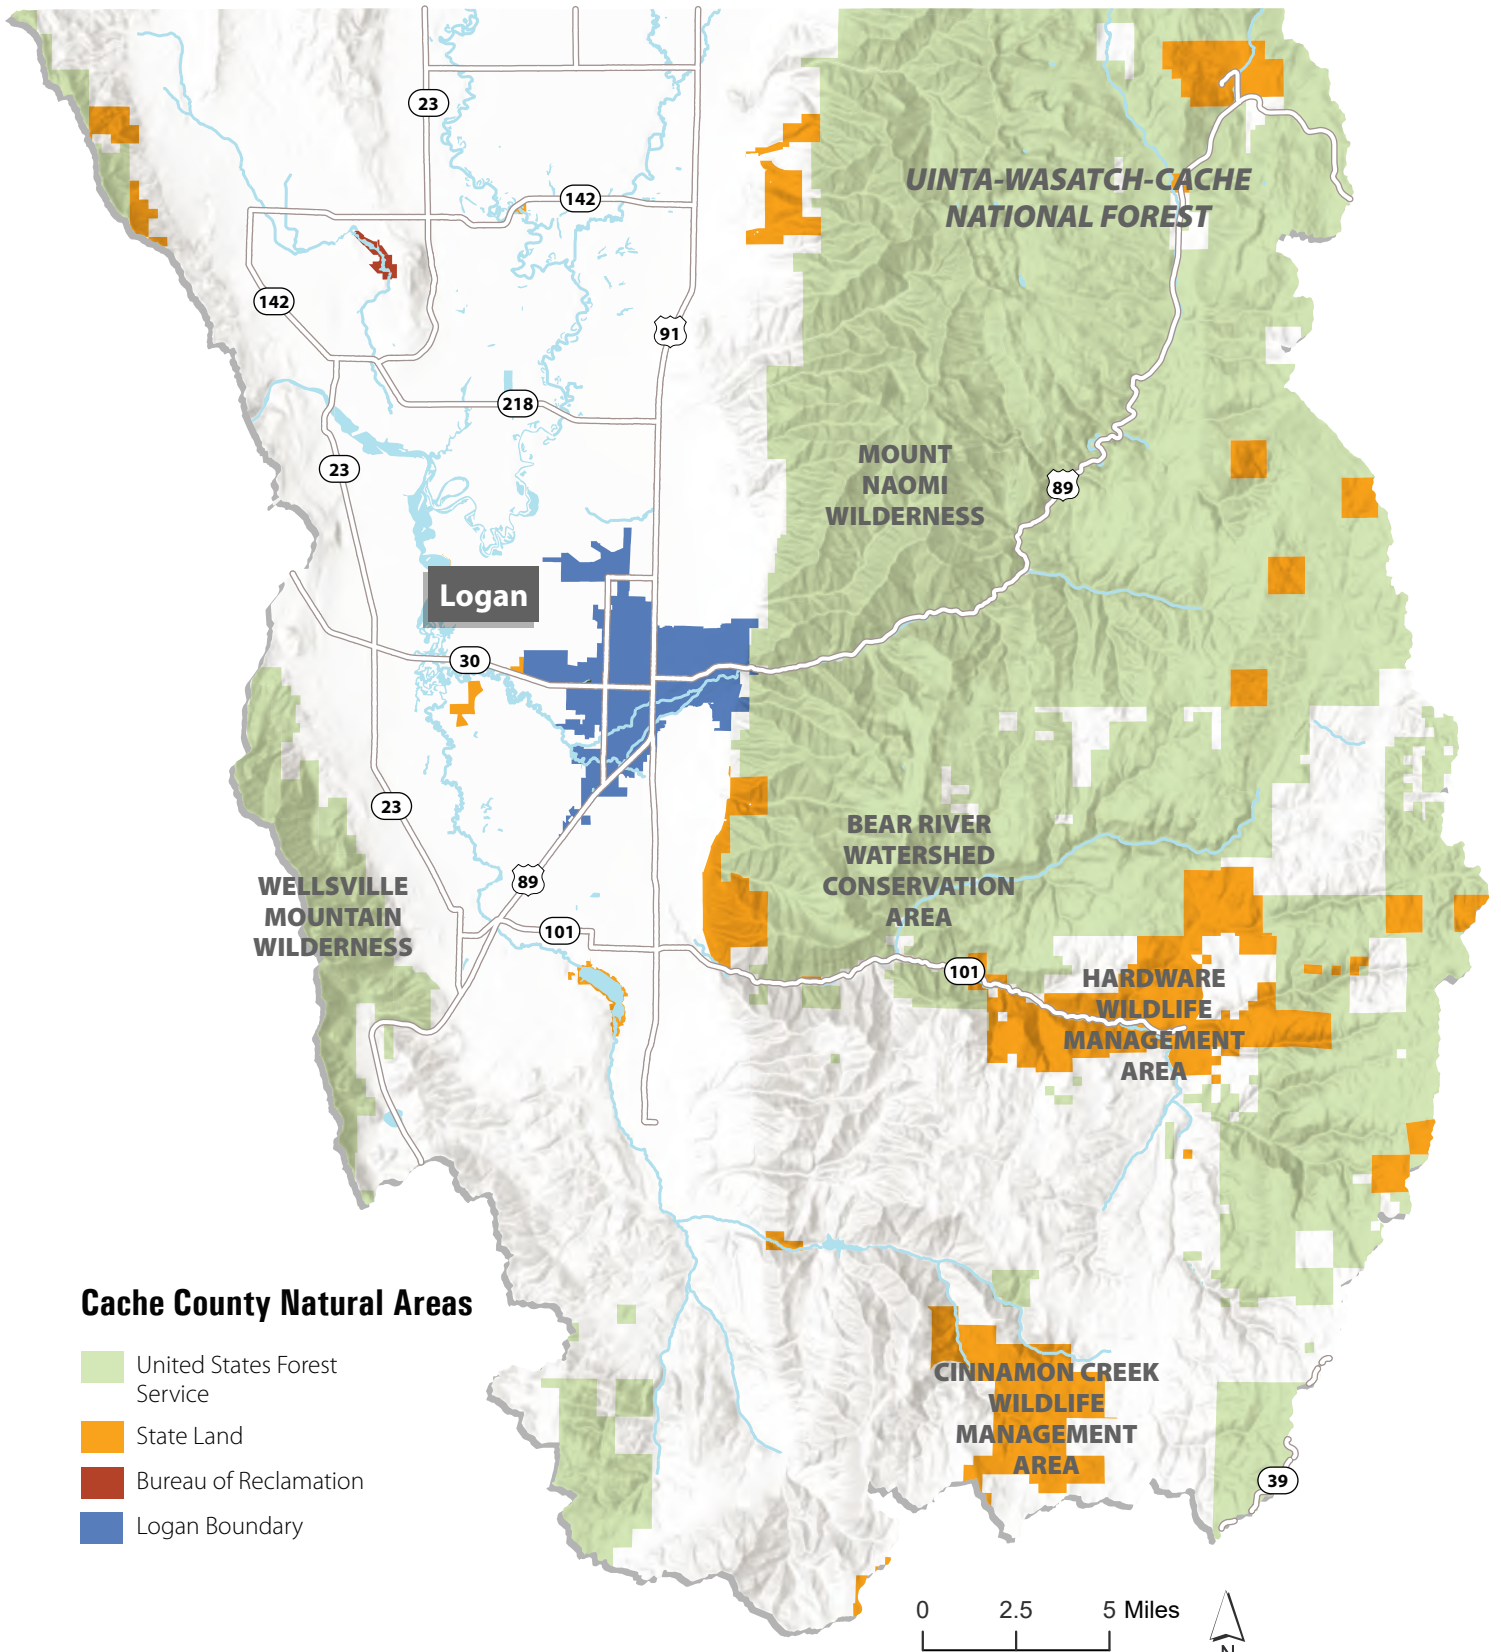 23
142
UINTA-WASATCH-CACHE
NATIONAL FOREST
142
91
218
23
MOUNT
NAOMI
WILDERNESS
89
Logan
30
23
BEAR RIVER
WATERSHED
CONSERVATION
AREA
89
WELLSVILLE
MOUNTAIN
WILDERNESS
101
101
HARDWARE
WILDLIFE
MANAGEMENT
AREA
Cache County Natural Areas
United States Forest
Service
State Land
Bureau of Reclamation
Logan Boundary
CINNAMON CREEK
WILDLIFE
MANAGEMENT
AREA
39
0 2.5 5 Miles
N